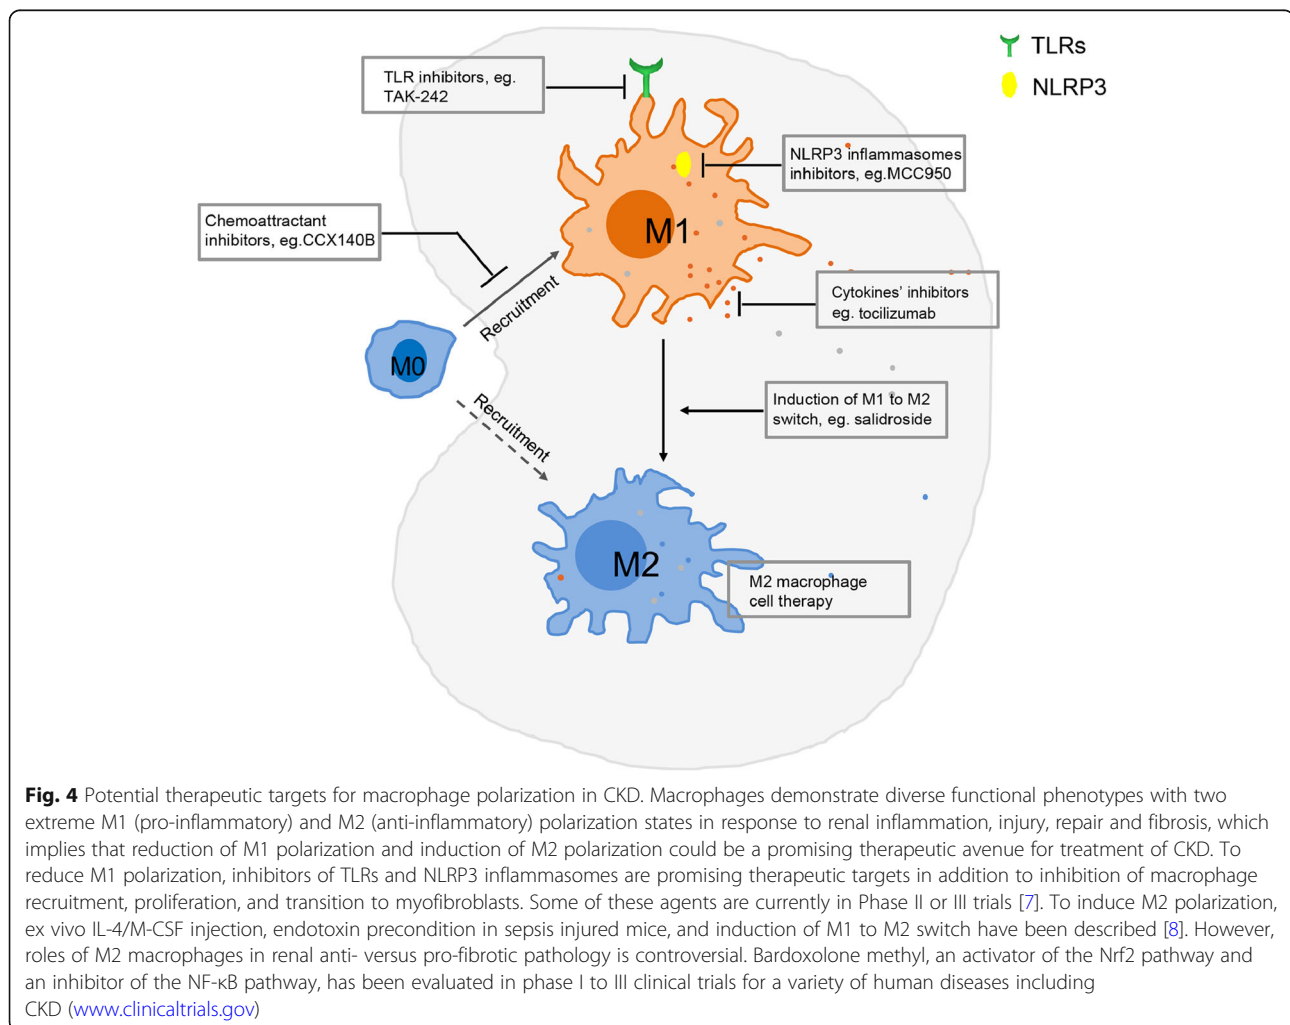 TLRs
NLRP3
TLR inhibitors, eg.
TAK-242
NLRP3 inflammasomes
inhibitors, eg.MCC950
Chemoattractant
inhibitors, eg.CCX140B
M1
Recruitment
Cytokines’ inhibitors
eg. tocilizumab
M0
Recruitment
Induction of M1 to M2
switch, eg. salidroside
M2
M2 macrophage
cell therapy
Fig. 4 Potential therapeutic targets for macrophage polarization in CKD. Macrophages demonstrate diverse functional phenotypes with two
extreme M1 (pro-inflammatory) and M2 (anti-inflammatory) polarization states in response to renal inflammation, injury, repair and fibrosis, which
implies that reduction of M1 polarization and induction of M2 polarization could be a promising therapeutic avenue for treatment of CKD. To
reduce M1 polarization, inhibitors of TLRs and NLRP3 inflammasomes are promising therapeutic targets in addition to inhibition of macrophage
recruitment, proliferation, and transition to myofibroblasts. Some of these agents are currently in Phase II or III trials [7]. To induce M2 polarization,
ex vivo IL-4/M-CSF injection, endotoxin precondition in sepsis injured mice, and induction of M1 to M2 switch have been described [8]. However,
roles of M2 macrophages in renal anti- versus pro-fibrotic pathology is controversial. Bardoxolone methyl, an activator of the Nrf2 pathway and
an inhibitor of the NF-κB pathway, has been evaluated in phase I to III clinical trials for a variety of human diseases including
CKD (www.clinicaltrials.gov)